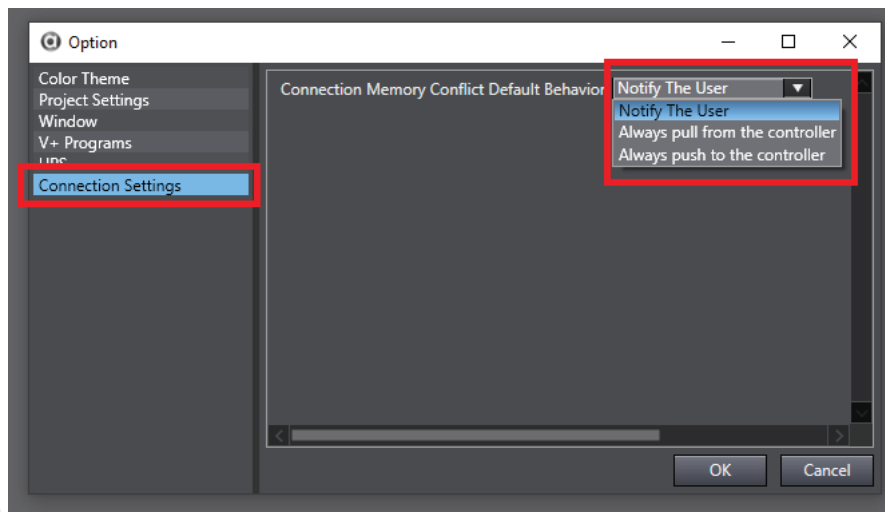 Option
Color Theme
Project Settings
Window
V+ Programs
Connection Settings
Connection Memory Conflict Default Behavior
Notify The User
Notify The User
Always pull from the controller
Always push to the controller
OK
Cancel